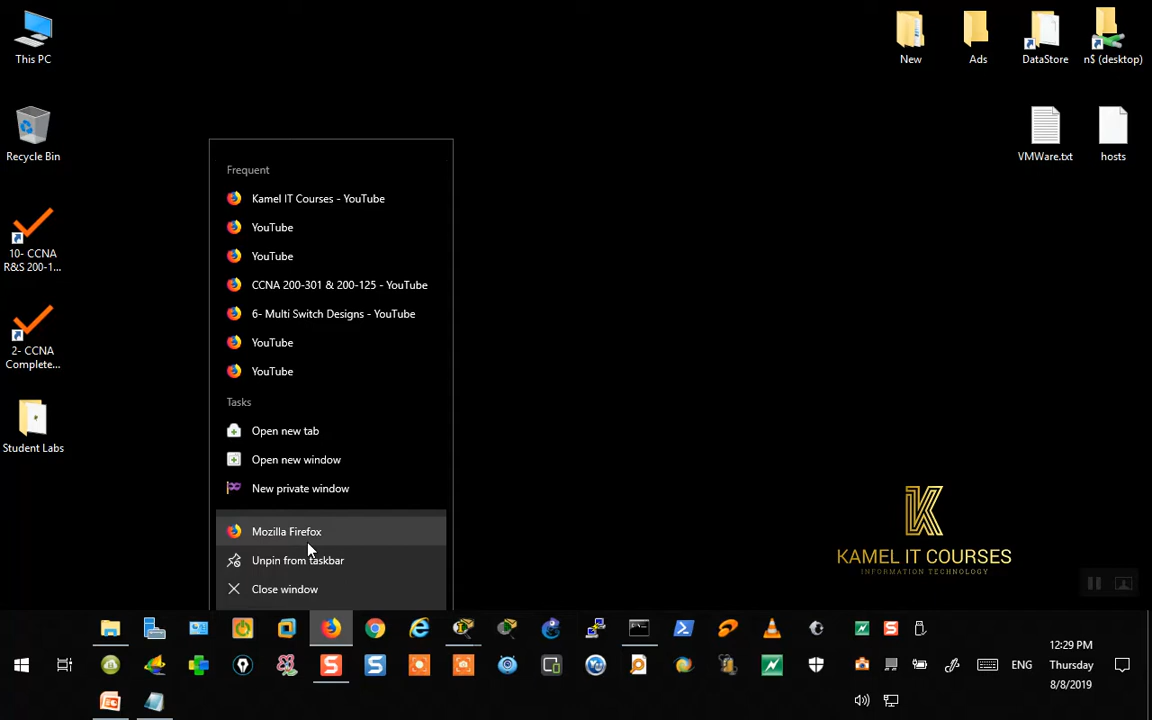 This PC
Recycle Bin
10- CCNA
R&S 200-1...
2- CCNA
Complete...
Student Labs
New
Ads
DataStore
n$ (desktop)
VMWare.txt
hosts
Frequent
Kamel IT Courses - YouTube
YouTube
YouTube
CCNA 200-301 & 200-125 - YouTube
6- Multi Switch Designs - YouTube
YouTube
YouTube
Tasks
Open new tab
Open new window
New private window
Mozilla Firefox
Unpin from taskbar
Close window
KAMEL IT COURSES
INFORMATION TECHNOLOGY
ENG
12:29 PM
Thursday
8/8/2019